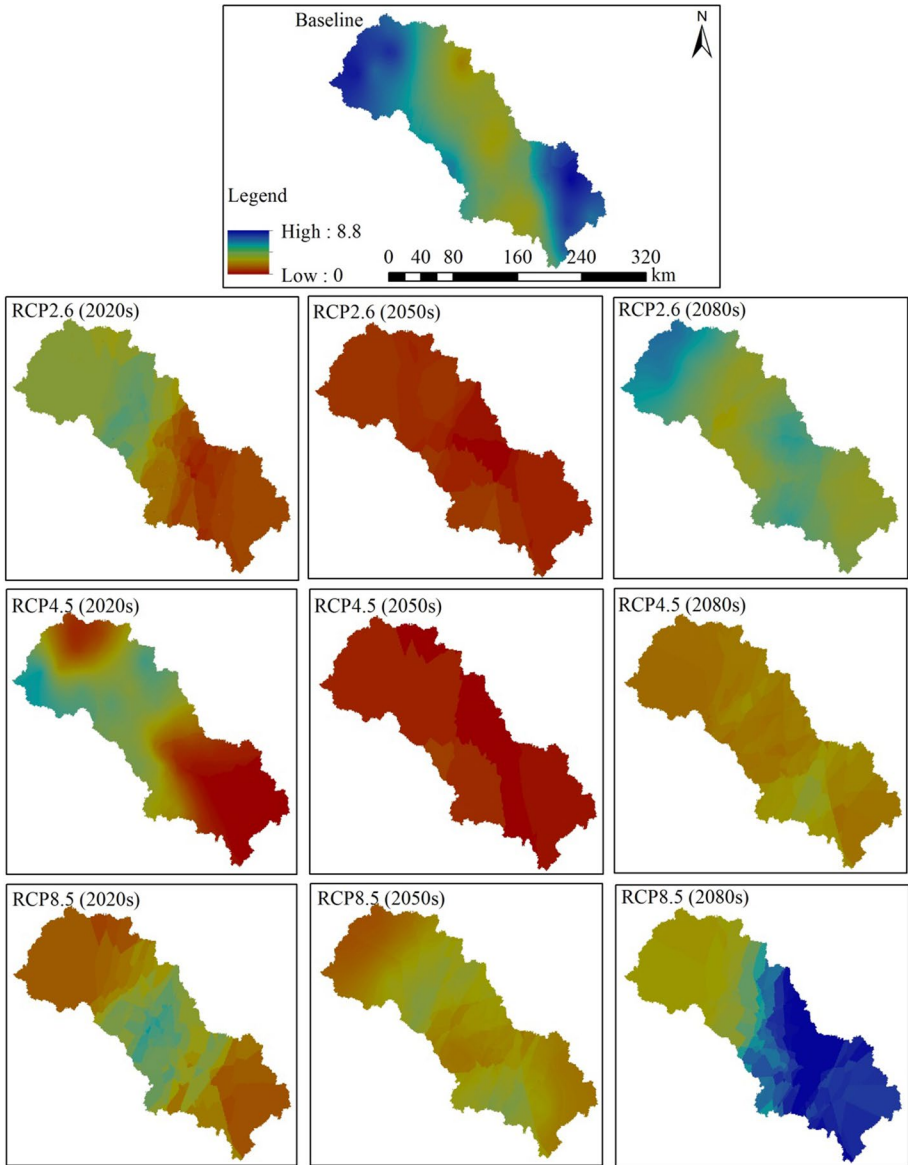 Baseline
N
Legend
High : 8.8
Low : 0
0 40 80 160 240 320
km
RCP2.6 (2020s)
RCP2.6 (2050s)
RCP2.6 (2080s)
RCP4.5 (2020s)
RCP4.5 (2050s)
RCP4.5 (2080s)
RCP8.5 (2020s)
RCP8.5 (2050s)
RCP8.5 (2080s)